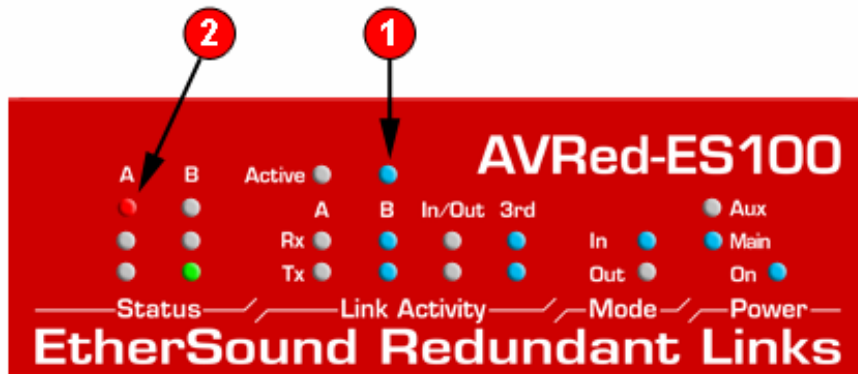 2 1
AVRed-ES100
A B Active
A B In/Out 3rd Aux
Rx In Main
Tx Out On
Status Link Activity Mode Power
EtherSound Redundant Links